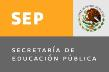 SEP
SECRETARÍA DE
EDUCACIÓN PÚBLICA